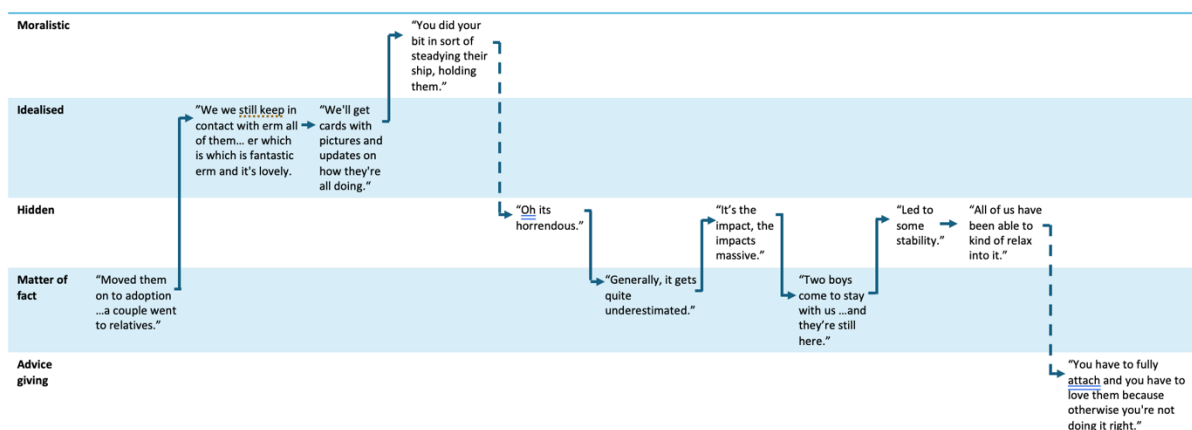 Moralistic
"You did your
bit in sort of
steadying their
ship, holding
them."
Idealised
"We we still keep in
contact with erm all
of them... er which
is which is fantastic
erm and it's lovely.
"We'll get
cards with
pictures and
updates on
how they're
all doing."
Hidden
"Oh its
horrendous."
"It's the
impact, the
impacts
massive."
"Led to
some
stability."
"All of us have
been able to
kind of relax
into it."
Matter of
fact
"Moved them
on to adoption
...a couple went
to relatives."
"Generally, it gets
quite
underestimated."
"Two boys
come to stay
with us ...and
they're still
here."
Advice
giving
"You have to fully
attach and you have to
love them because
otherwise you're not
doing it right."